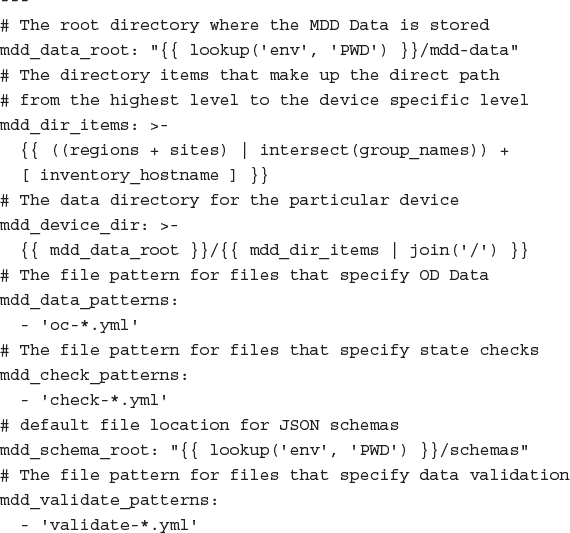 ---
# The root directory where the MDD Data is stored
mdd_data_root: "{{ lookup('env', 'PWD') }}/mdd-data"
# The directory items that make up the direct path
# from the highest level to the device specific level
mdd_dir_items: >-
  {{ ((regions + sites) | intersect(group_names)) +
  [ inventory_hostname ] }}
# The data directory for the particular device
mdd_device_dir: >-
  {{ mdd_data_root }}/{{ mdd_dir_items | join('/') }}
# The file pattern for files that specify OD Data
mdd_data_patterns:
  - 'oc-*.yml'
# The file pattern for files that specify state checks
mdd_check_patterns:
  - 'check-*.yml'
# default file location for JSON schemas
mdd_schema_root: "{{ lookup('env', 'PWD') }}/schemas"
# The file pattern for files that specify data validation
mdd_validate_patterns:
  - 'validate-*.yml'